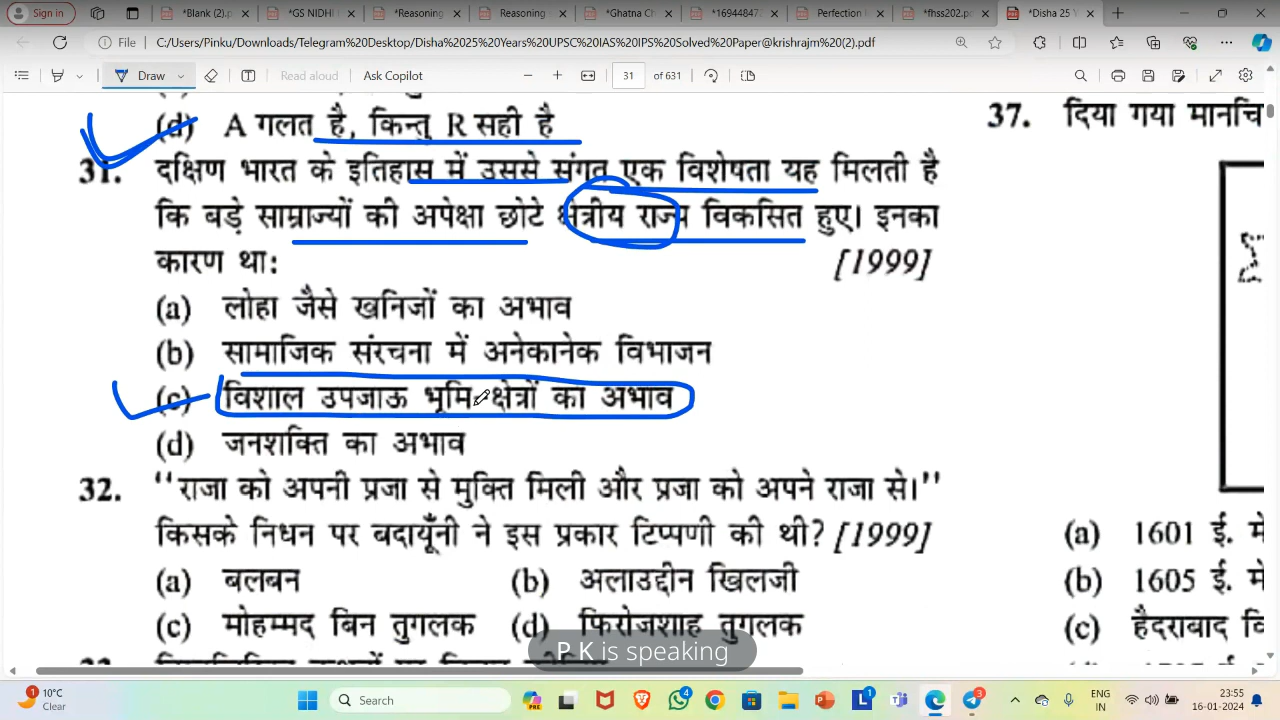 Sign in
*Blank (2).p
*GS NIDHI
*Reasoning
Reasoning
*Ghatna Ch
*1694484
Perfection
*fhss202.p
*Disha 25
File C:/Users/Pinku/Downloads/Telegram%20Desktop/Disha%2025%20Years%20UPSC%20IAS%20IPS%20Solved%20Paper@krishrajm%20(2).pdf
Draw Read aloud Ask Copilot 31 of 631
(d) A गलत है, किन्तु R सही है
31. दक्षिण भारत के इतिहास में उससे संगत एक विशेषता यह मिलती है
कि बड़े साम्राज्यों की अपेक्षा छोटे क्षेत्रीय राज्य विकसित हुए। इनका
कारण था: [1999]
(a) लोहा जैसे खनिजों का अभाव
(b) सामाजिक संरचना में अनेकानेक विभाजन
(c) विशाल उपजाऊ भूमि क्षेत्रों का अभाव
(d) जनशक्ति का अभाव
32. ‘‘राजा को अपनी प्रजा से मुक्ति मिली और प्रजा को अपने राजा से।’’
किसके निधन पर बदायूँनी ने इस प्रकार टिप्पणी की थी? [1999]
(a) बलबन (b) अलाउद्दीन खिलजी
(c) मोहम्मद बिन तुगलक (d) फिरोजशाह तुगलक
37. दिया गया मानचि
(a) 1601 ई. में
(b) 1605 ई. में
(c) हैदराबाद वि
P K is speaking
1 10°C
Clear
Search
4
1
3
ENG
IN
23:55
16-01-2024